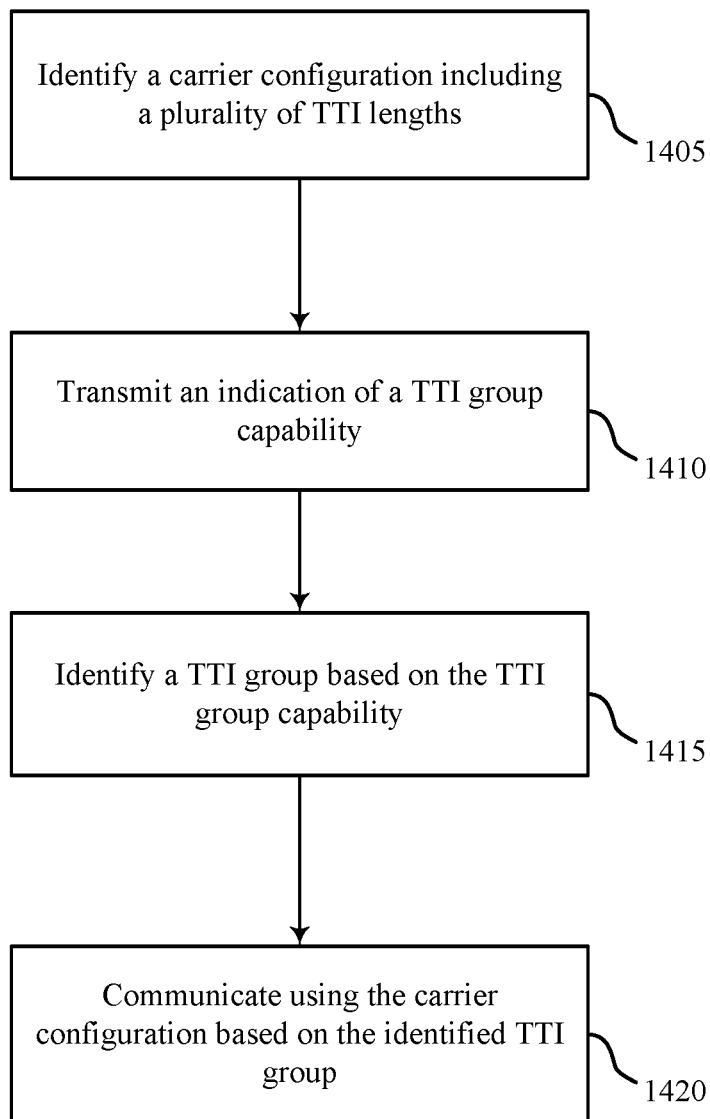 Identify a carrier configuration including
a plurality of TTI lengths
1405
Transmit an indication of a TTI group
capability
1410
Identify a TTI group based on the TTI
group capability
1415
Communicate using the carrier
configuration based on the identified TTI
group
1420